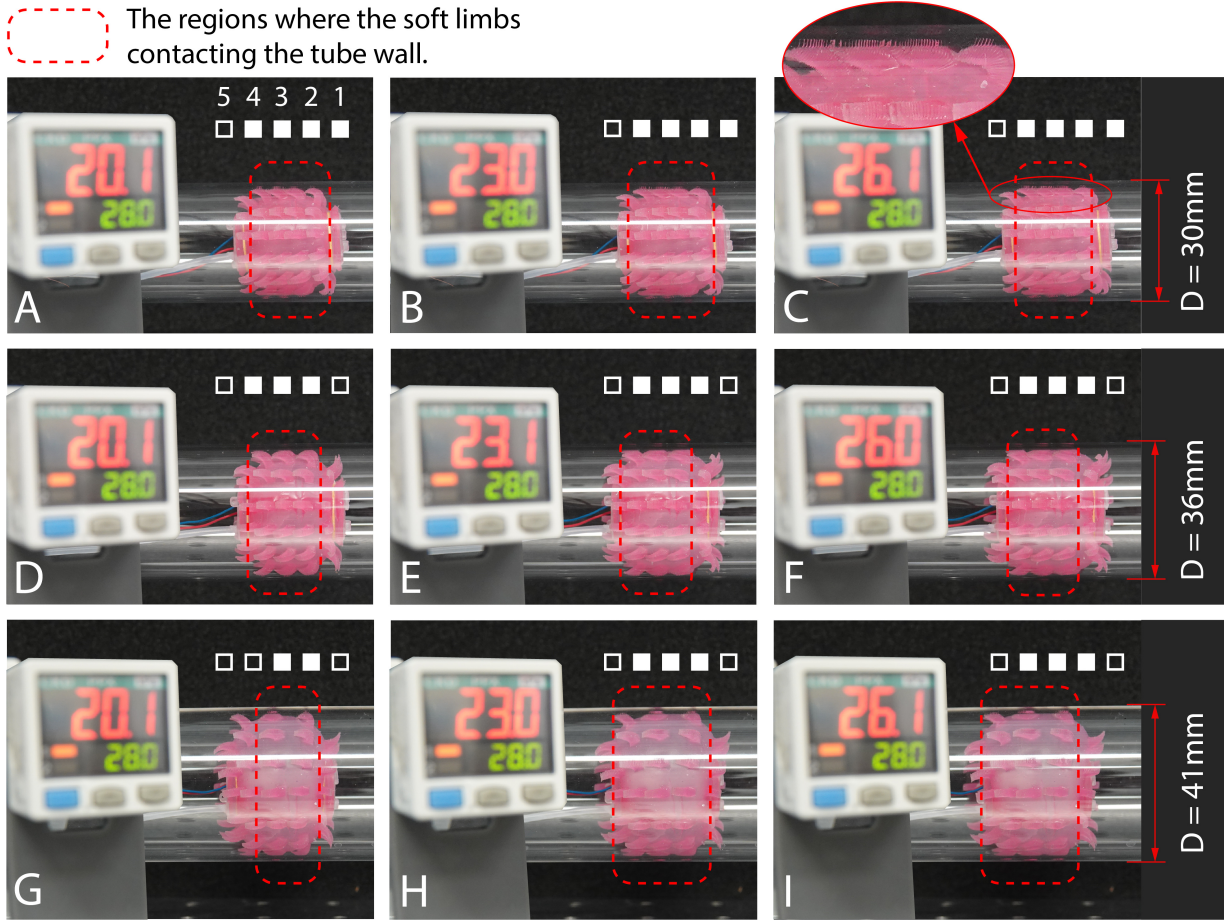 The regions where the soft limbs
contacting the tube wall.
5 4 3 2 1
20.1
28.0
A
23.0
28.0
B
26.1
28.0
C
D = 30mm
20.1
28.0
D
23.1
28.0
E
26.0
28.0
F
D = 36mm
20.1
28.0
G
23.0
28.0
H
26.1
28.0
I
D = 41mm